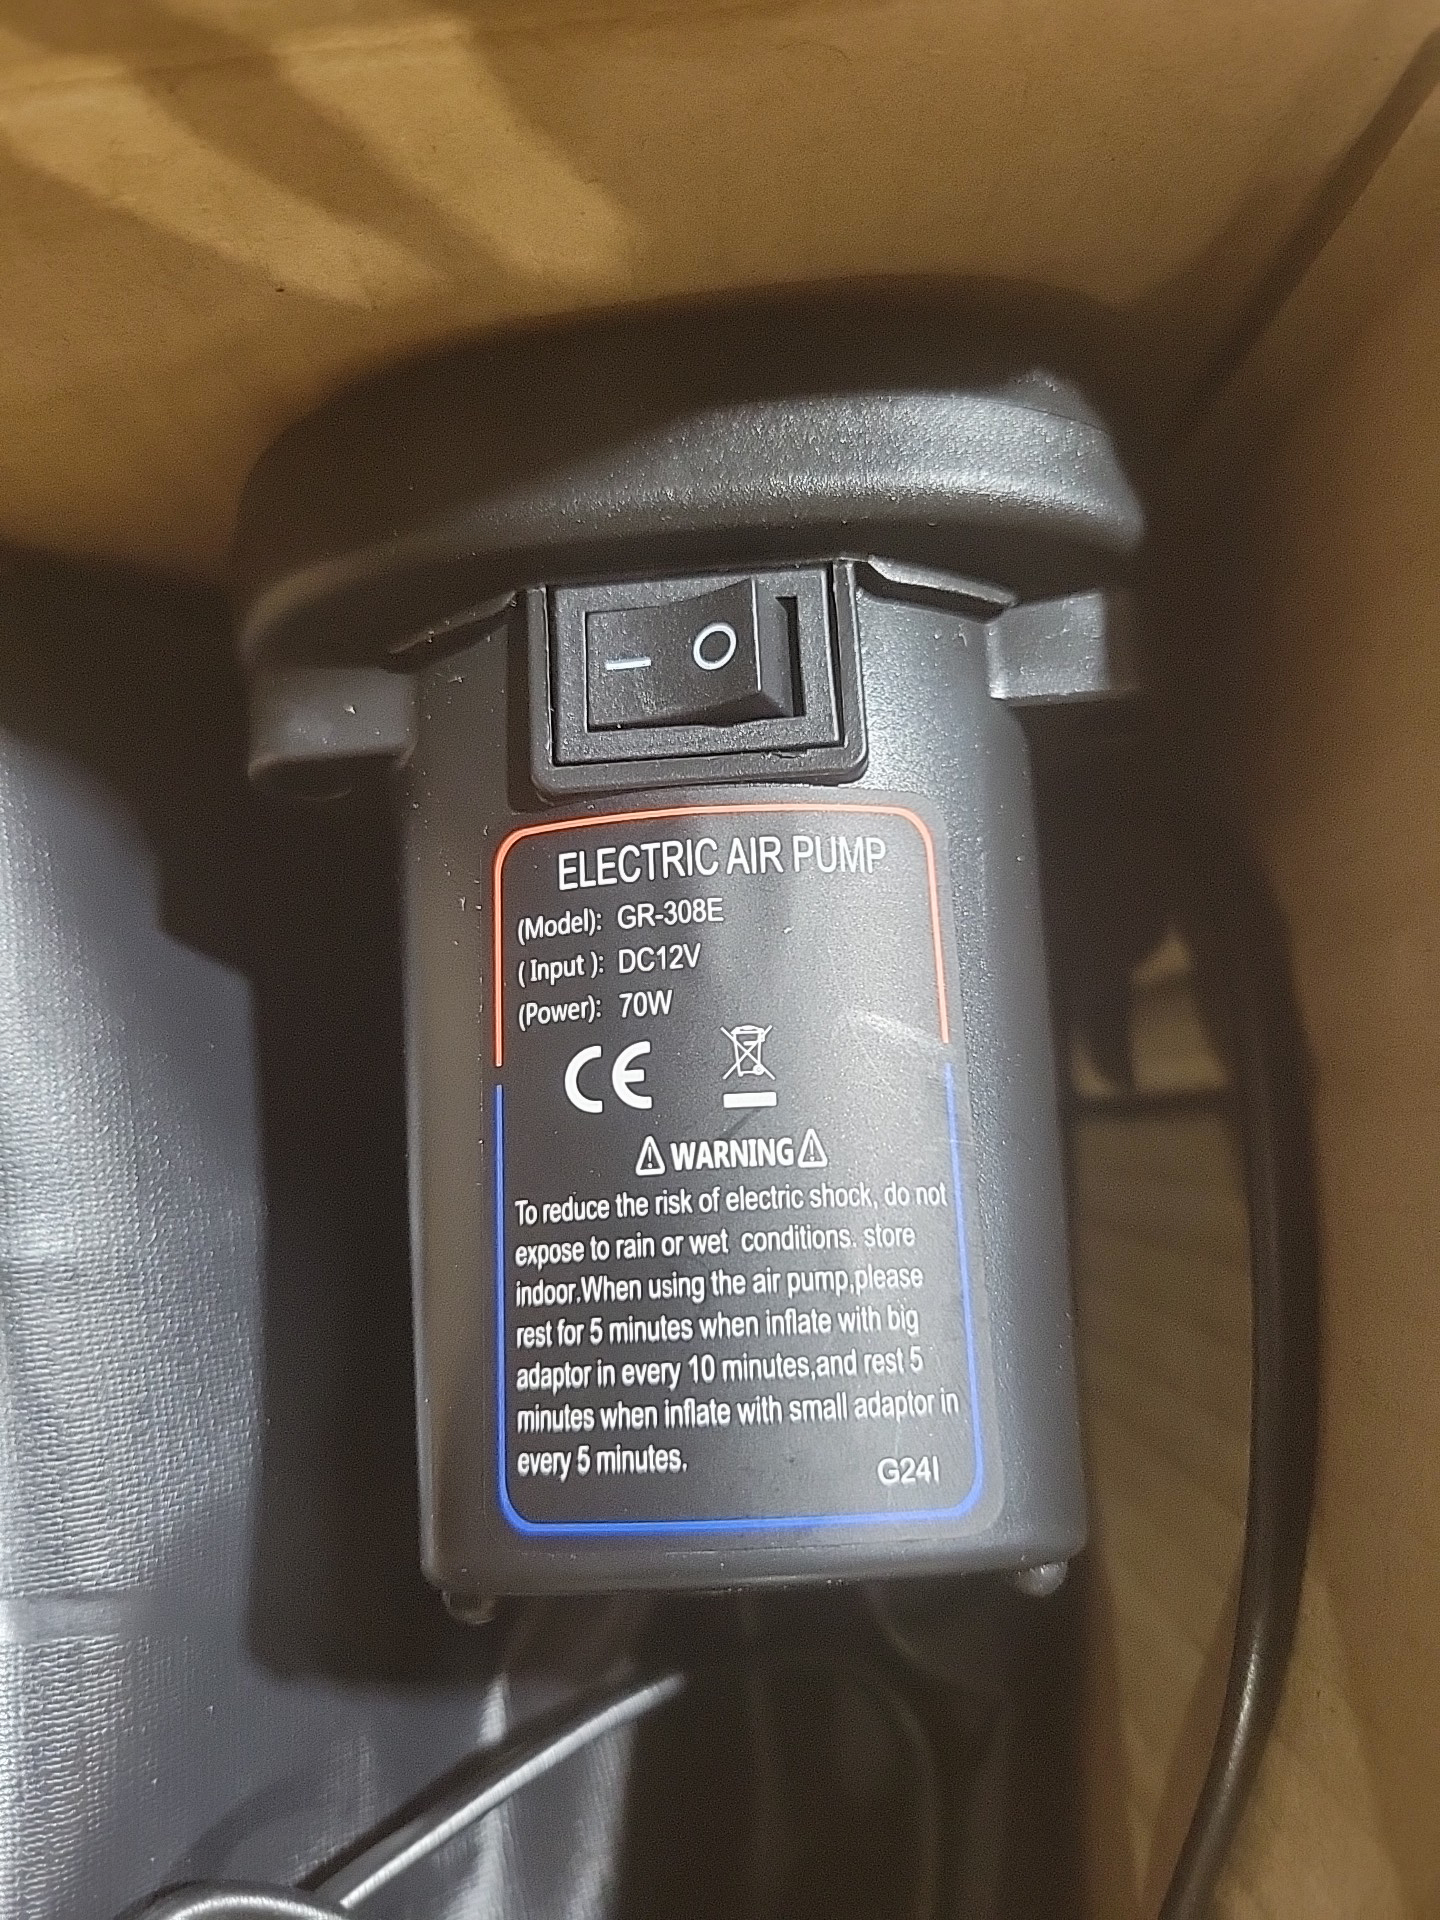 — O
ELECTRIC AIR PUMP
(Model): GR-308E
( Input ): DC12V
(Power): 70W
CE
WARNING
To reduce the risk of electric shock, do not
expose to rain or wet conditions. store
indoor.When using the air pump,please
rest for 5 minutes when inflate with big
adaptor in every 10 minutes,and rest 5
minutes when inflate with small adaptor in
every 5 minutes.
G24I